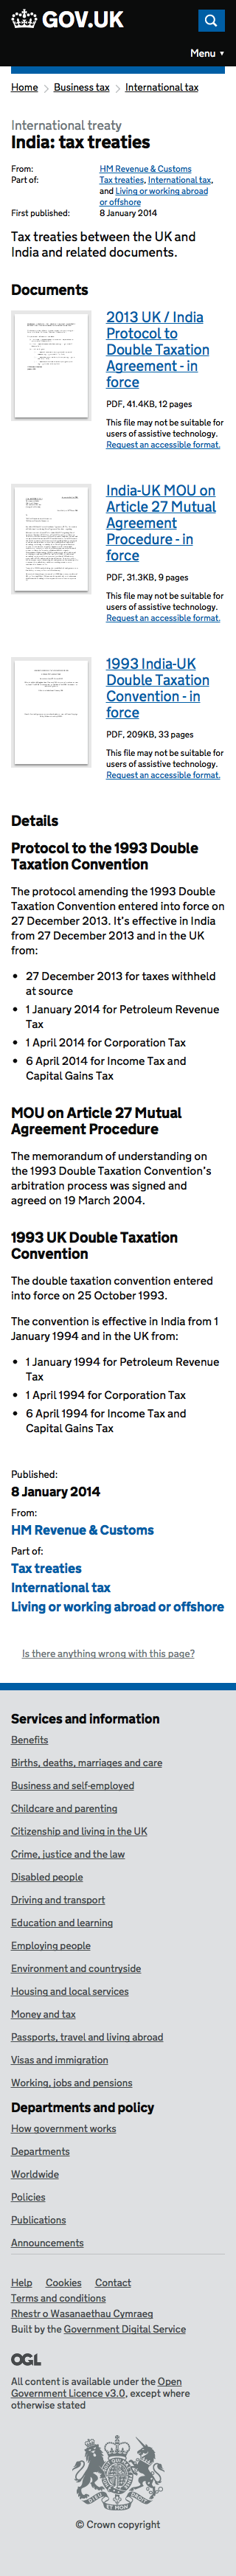 GOV.UK
Menu ▼
Home > Business tax > International tax
International treaty
India: tax treaties
From: HM Revenue & Customs
Part of: Tax treaties, International tax,
and Living or working abroad
or offshore
First published: 8 January 2014
Tax treaties between the UK and
India and related documents.
Documents
2013 UK / India
Protocol to
Double Taxation
Agreement - in
force
PDF, 41.4KB, 12 pages
This file may not be suitable for
users of assistive technology.
Request an accessible format.
India-UK MOU on
Article 27 Mutual
Agreement
Procedure - in
force
PDF, 31.3KB, 9 pages
This file may not be suitable for
users of assistive technology.
Request an accessible format.
1993 India-UK
Double Taxation
Convention - in
force
PDF, 209KB, 33 pages
This file may not be suitable for
users of assistive technology.
Request an accessible format.
Details
Protocol to the 1993 Double
Taxation Convention
The protocol amending the 1993 Double
Taxation Convention entered into force on
27 December 2013. It's effective in India
from 27 December 2013 and in the UK
from:
• 27 December 2013 for taxes withheld
at source
• 1 January 2014 for Petroleum Revenue
Tax
• 1 April 2014 for Corporation Tax
• 6 April 2014 for Income Tax and
Capital Gains Tax
MOU on Article 27 Mutual
Agreement Procedure
The memorandum of understanding on
the 1993 Double Taxation Convention's
arbitration process was signed and
agreed on 19 March 2004.
1993 UK Double Taxation
Convention
The double taxation convention entered
into force on 25 October 1993.
The convention is effective in India from 1
January 1994 and in the UK from:
• 1 January 1994 for Petroleum Revenue
Tax
• 1 April 1994 for Corporation Tax
• 6 April 1994 for Income Tax and
Capital Gains Tax
Published:
8 January 2014
From:
HM Revenue & Customs
Part of:
Tax treaties
International tax
Living or working abroad or offshore
Is there anything wrong with this page?
Services and information
Benefits
Births, deaths, marriages and care
Business and self-employed
Childcare and parenting
Citizenship and living in the UK
Crime, justice and the law
Disabled people
Driving and transport
Education and learning
Employing people
Environment and countryside
Housing and local services
Money and tax
Passports, travel and living abroad
Visas and immigration
Working, jobs and pensions
Departments and policy
How government works
Departments
Worldwide
Policies
Publications
Announcements
Help Cookies Contact
Terms and conditions
Rhestr o Wasanaethau Cymraeg
Built by the Government Digital Service
OGL
All content is available under the Open
Government Licence v3.0, except where
otherwise stated
© Crown copyright